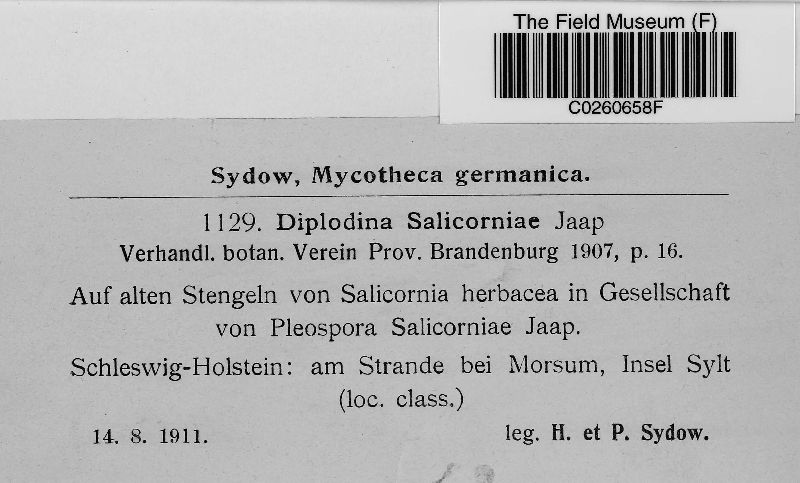 The Field Museum (F)
C0260658F
Sydow, Mycotheca germanica.
1129. Diplodina Salicorniae Jaap
Verhandl. botan. Verein Prov. Brandenburg 1907, p. 16.
Auf alten Stengeln von Salicornia herbacea in Gesellschaft
von Pleospora Salicorniae Jaap.
Schleswig-Holstein: am Strande bei Morsum, Insel Sylt
(loc. class.)
14. 8. 1911. leg. H. et P. Sydow.